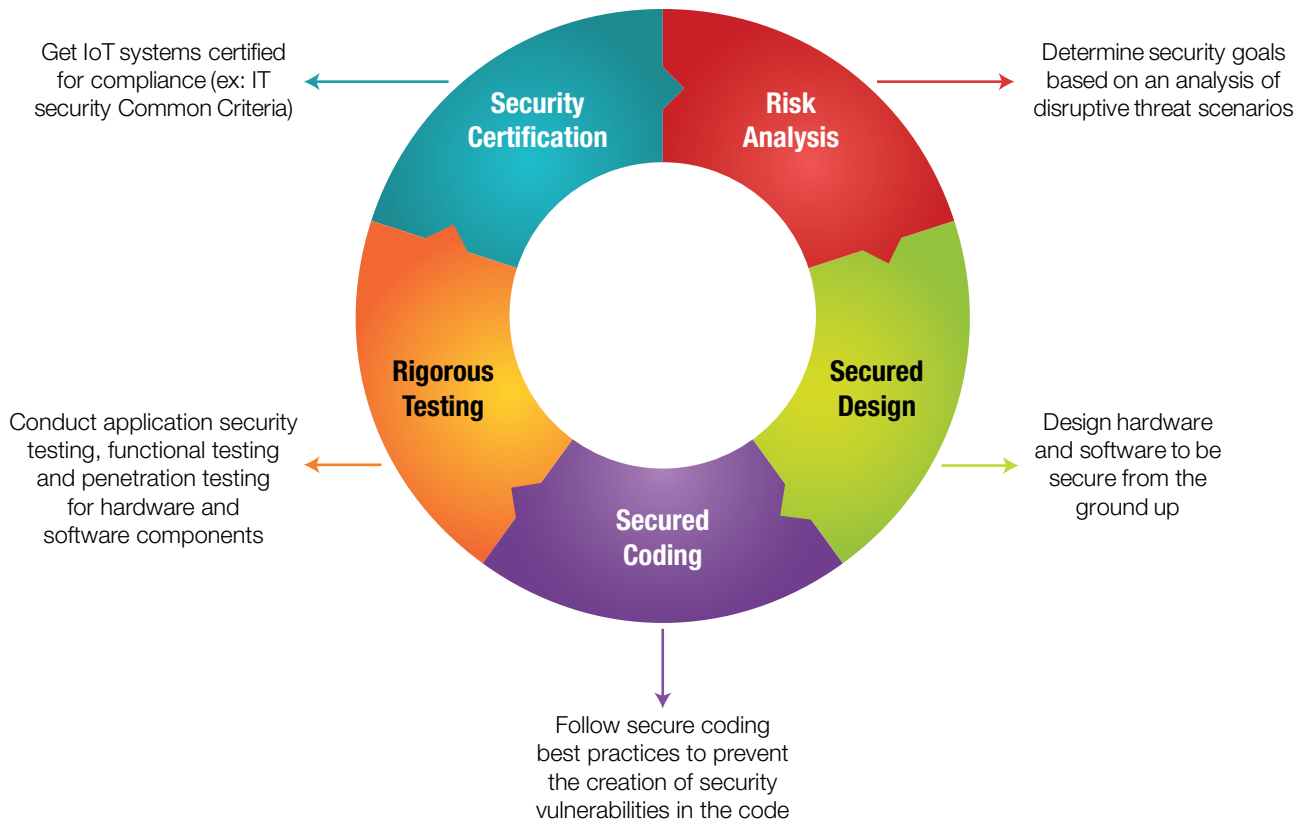 Get IoT systems certified
for compliance (ex: IT
security Common Criteria)
Security
Certification
Risk
Analysis
Determine security goals
based on an analysis of
disruptive threat scenarios
Rigorous
Testing
Conduct application security
testing, functional testing
and penetration testing
for hardware and
software components
Secured
Design
Design hardware
and software to be
secure from the
ground up
Secured
Coding
Follow secure coding
best practices to prevent
the creation of security
vulnerabilities in the code